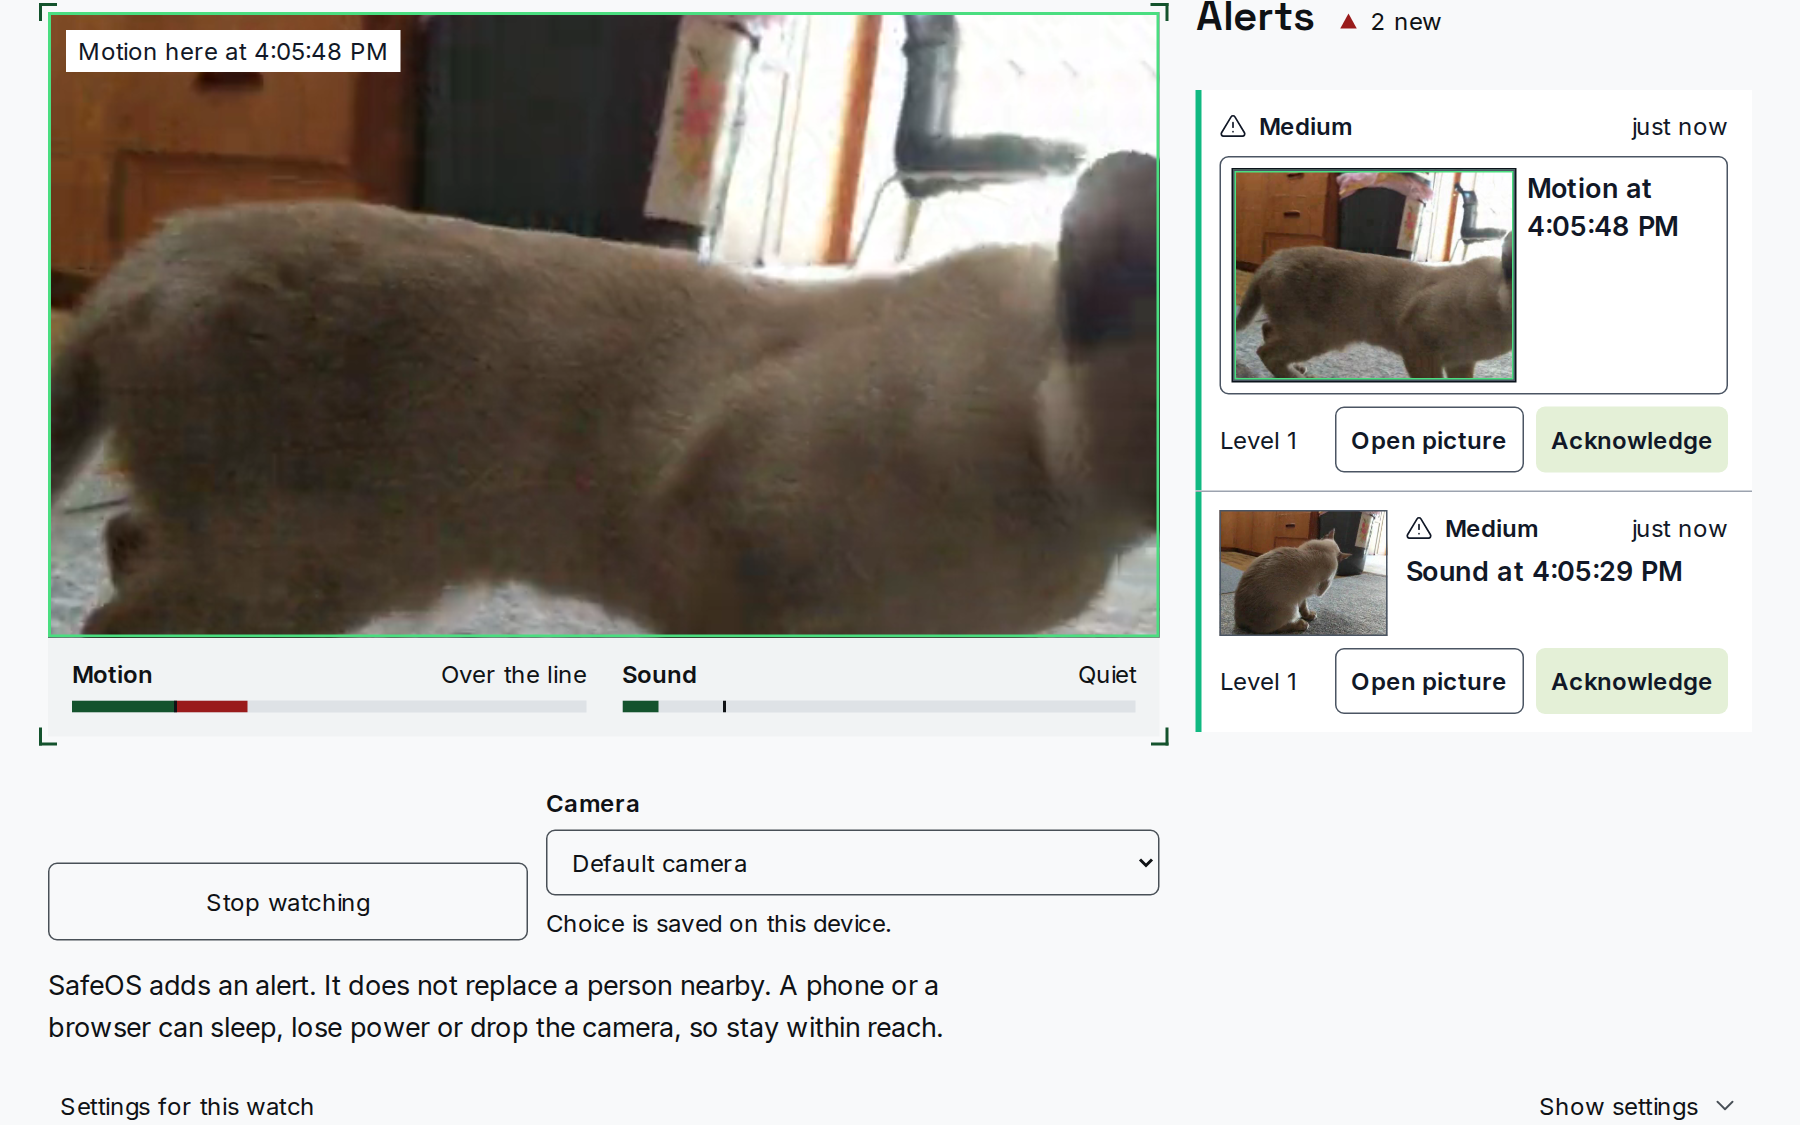 Motion here at 4:05:48 PM
Motion
Over the line
Sound
Quiet
Camera
Default camera
Choice is saved on this device.
Stop watching
SafeOS adds an alert. It does not replace a person nearby. A phone or a
browser can sleep, lose power or drop the camera, so stay within reach.
Settings for this watch
Show settings
Alerts
2 new
Medium
just now
Motion at
4:05:48 PM
Level 1
Open picture
Acknowledge
Medium
just now
Sound at 4:05:29 PM
Level 1
Open picture
Acknowledge